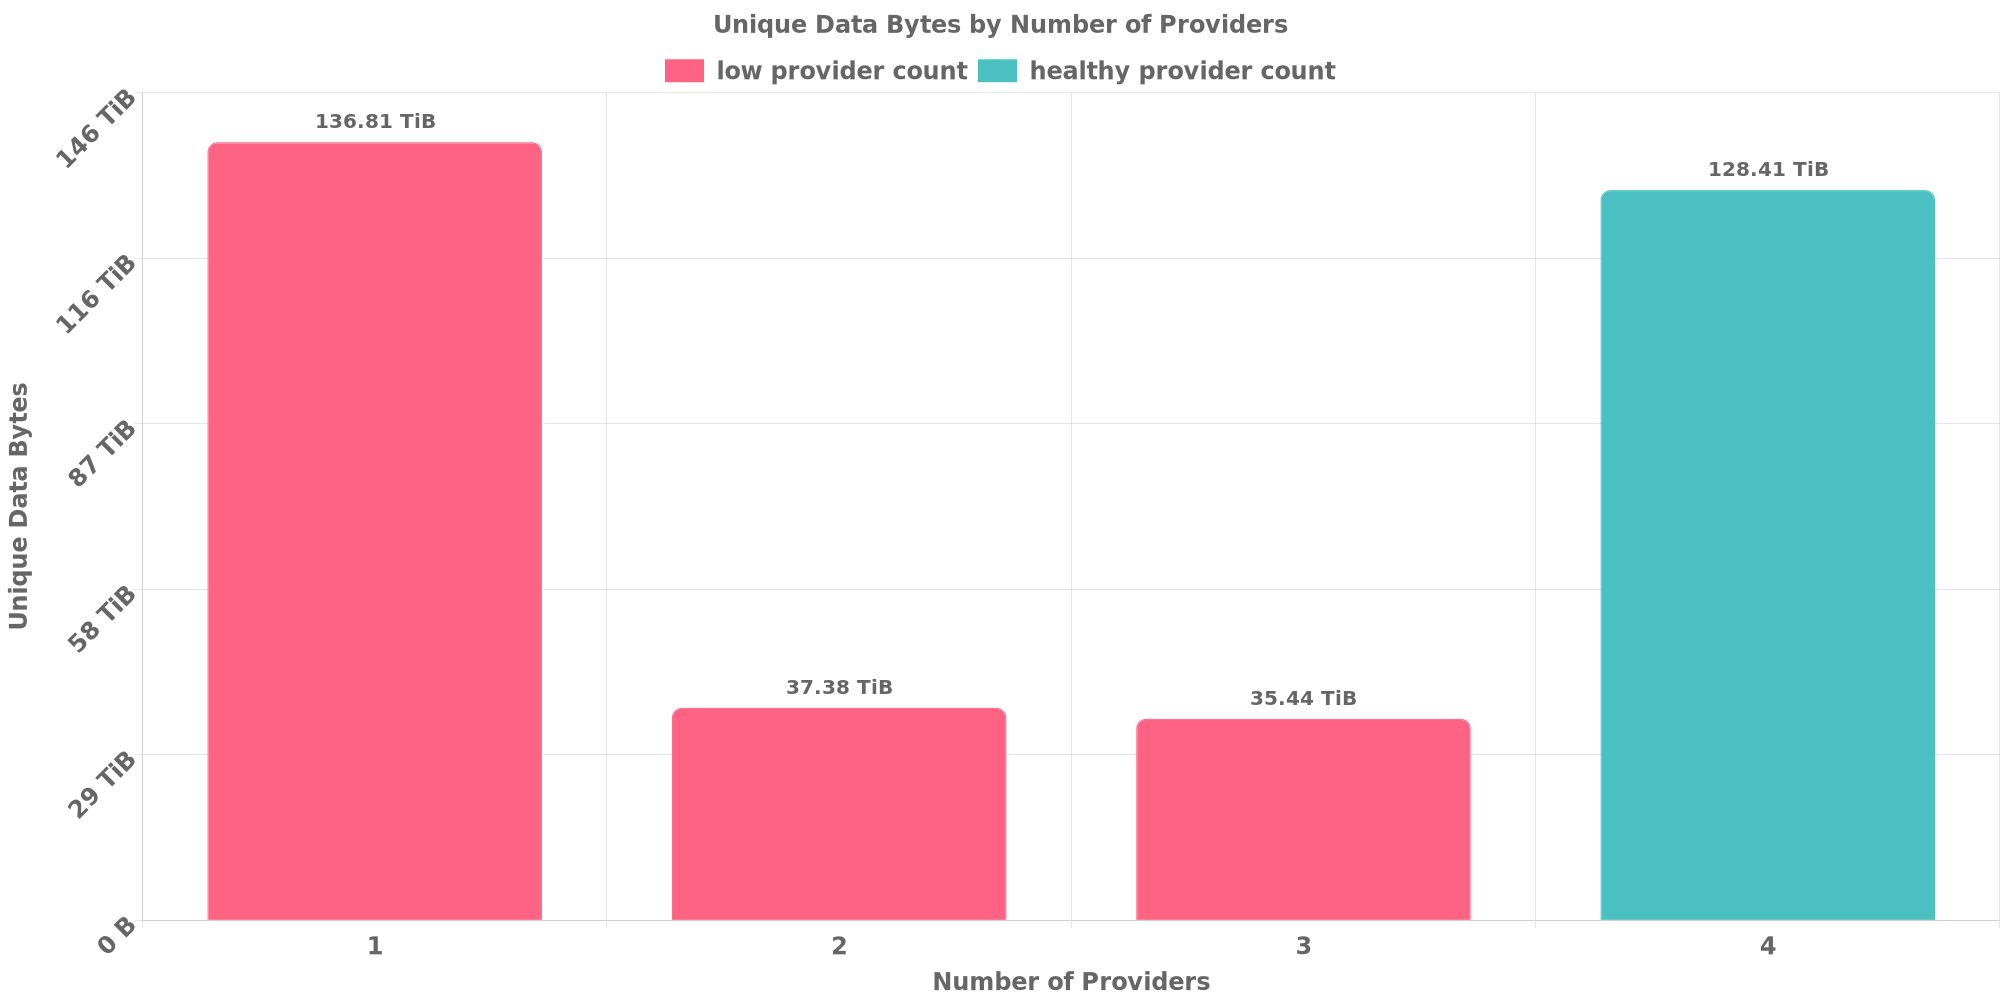 Unique Data Bytes by Number of Providers
low provider count healthy provider count
146 TiB
116 TiB
87 TiB
58 TiB
29 TiB
0 B
Unique Data Bytes
136.81 TiB
37.38 TiB
35.44 TiB
128.41 TiB
1 2 3 4
Number of Providers